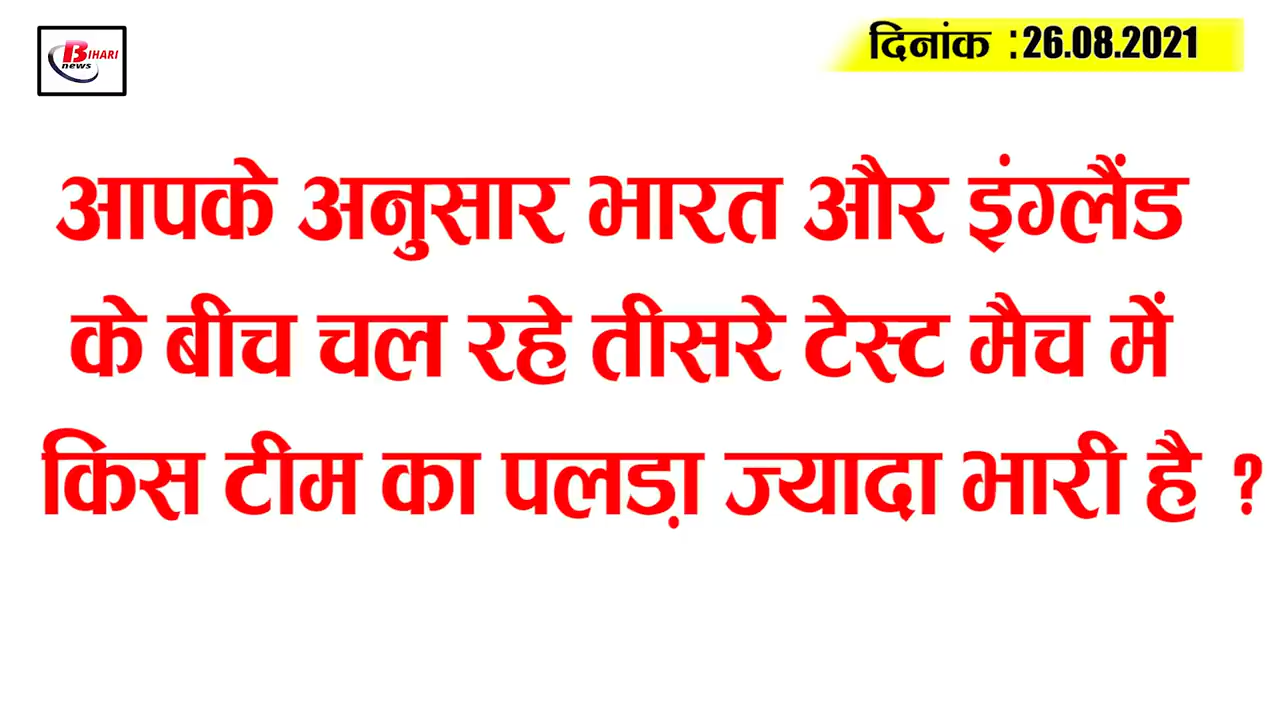 BIHARI
news
दिनांक : 26.08.2021
आपके अनुसार भारत और इंग्लैंड
के बीच चल रहे तीसरे टेस्ट मैच में
किस टीम का पलड़ा ज्यादा भारी है ?